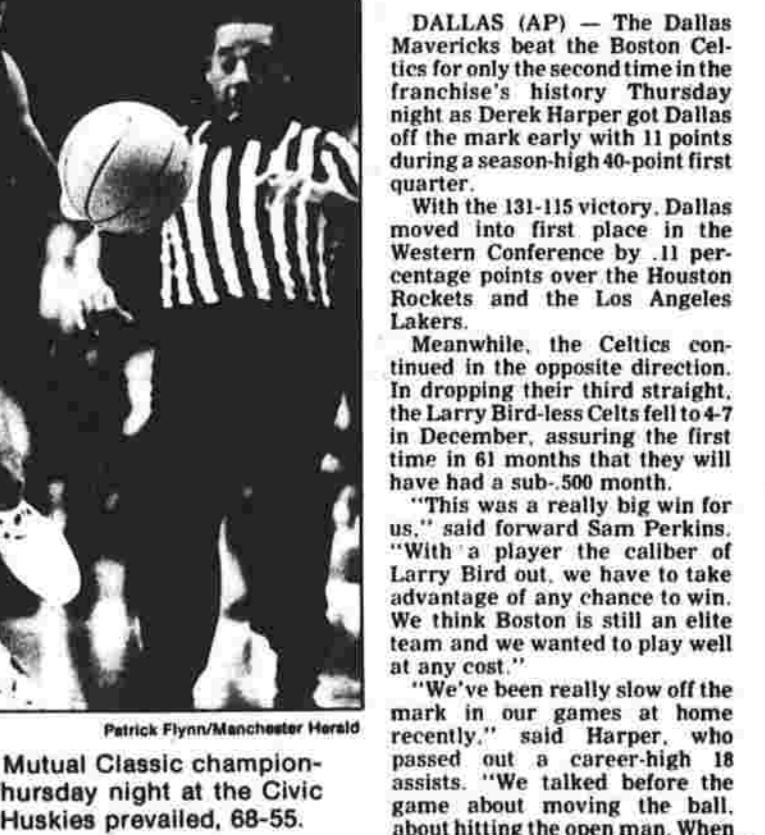 Patrick Flynn/Manchester Herald
Mutual Classic champion-
hursday night at the Civic
Huskies prevailed, 68-55.
DALLAS (AP) — The Dallas
Mavericks beat the Boston Cel-
tics for only the second time in the
franchise's history Thursday
night as Derek Harper got Dallas
off the mark early with 11 points
during a season-high 40-point first
quarter.
With the 131-115 victory, Dallas
moved into first place in the
Western Conference by .11 per-
centage points over the Houston
Rockets and the Los Angeles
Lakers.
Meanwhile, the Celtics con-
tinued in the opposite direction.
In dropping their third straight,
the Larry Bird-less Celts fell to 4-7
in December, assuring the first
time in 61 months that they will
have had a sub-.500 month.
"This was a really big win for
us," said forward Sam Perkins.
"With a player the caliber of
Larry Bird out, we have to take
advantage of any chance to win.
We think Boston is still an elite
team and we wanted to play well
at any cost."
"We've been really slow off the
mark in our games at home
recently," said Harper, who
passed out a career-high 18
assists. "We talked before the
game about moving the ball,
about hitting the open man. When